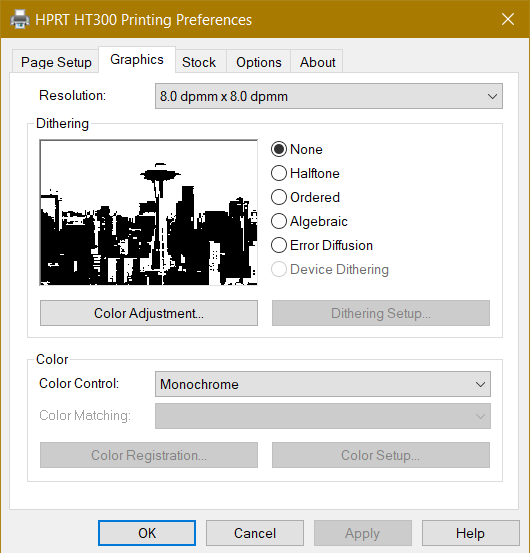 HPRT HT300 Printing Preferences
Page Setup Graphics Stock Options About
Resolution: 8.0 dpmm x 8.0 dpmm
Dithering
None
Halftone
Ordered
Algebraic
Error Diffusion
Device Dithering
Color Adjustment... Dithering Setup...
Color
Color Control: Monochrome
Color Matching:
Color Registration... Color Setup...
OK Cancel Apply Help